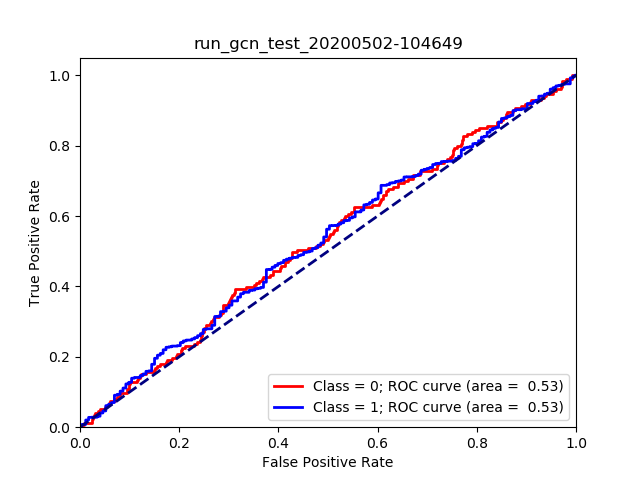 run_gcn_test_20200502-104649
True Positive Rate
1.0
0.8
0.6
0.4
0.2
0.0
Class = 0; ROC curve (area =  0.53)
Class = 1; ROC curve (area =  0.53)
0.0 0.2 0.4 0.6 0.8 1.0
False Positive Rate